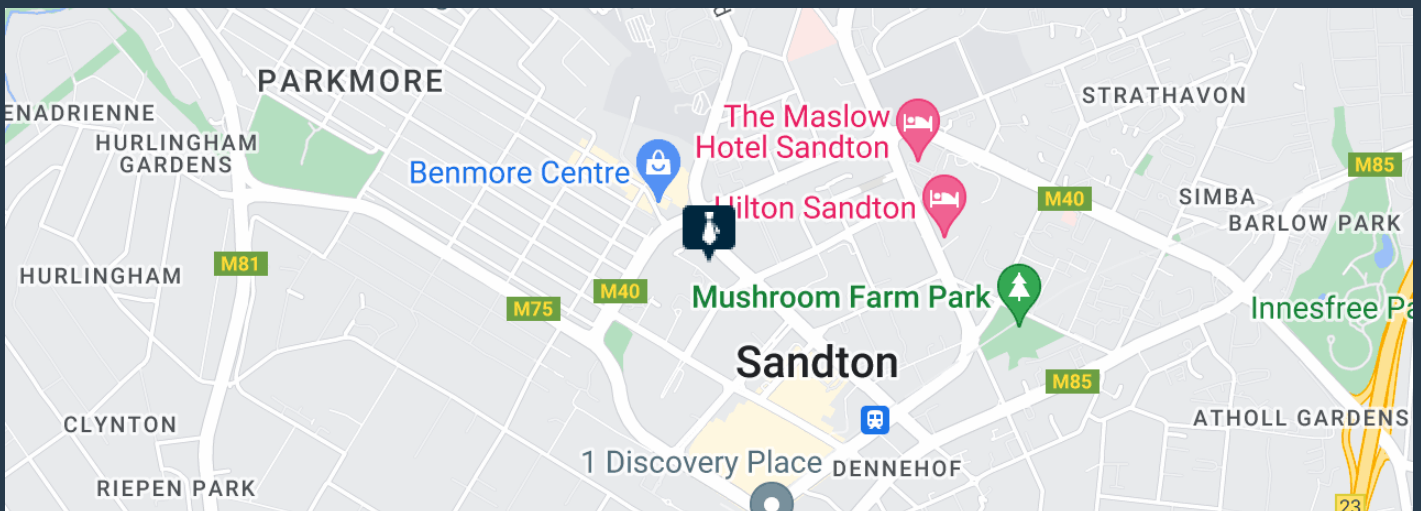 PARKMORE
STRATHAVON
ENADRIENNE
The Maslow
Hotel Sandton
HURLINGHAM
GARDENS
Benmore Centre
M85
SIMBA
M40
Hilton Sandton
BARLOW PARK
M81
HURLINGHAM
M40
M75
Mushroom Farm Park
Innesfree Pa
Sandton
M85
CLYNTON
ATHOLL GARDENS
1 Discovery Place
DENNEHOF
RIEPEN PARK
23